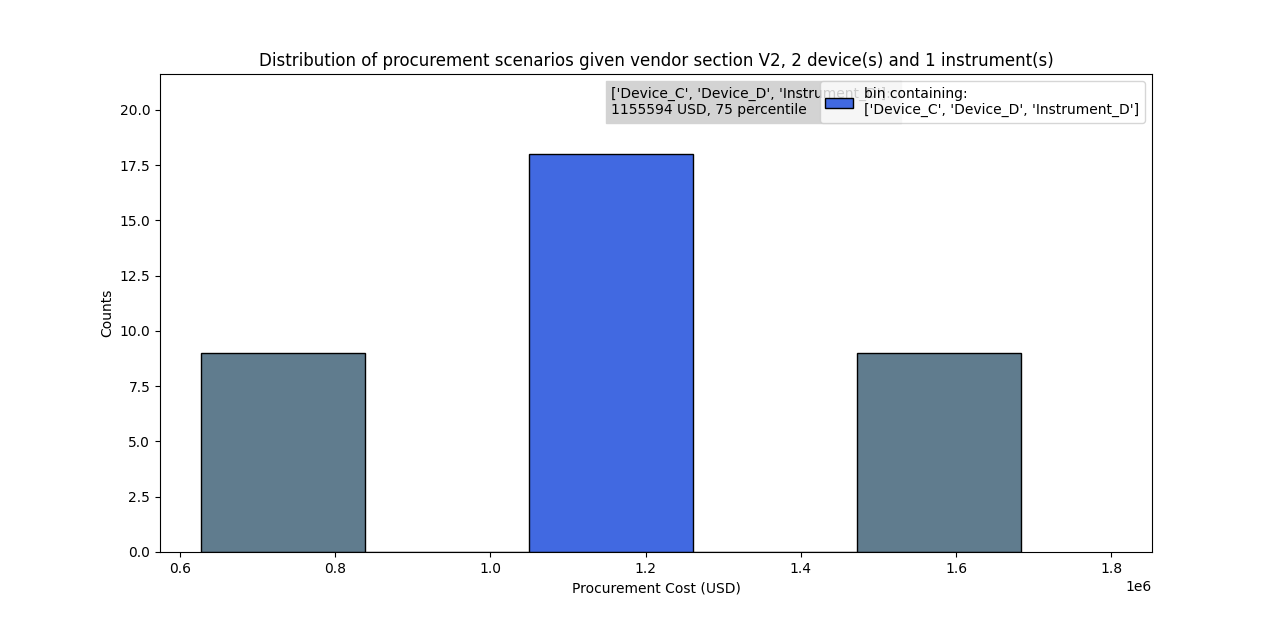 Distribution of procurement scenarios given vendor section V2, 2 device(s) and 1 instrument(s)
['Device_C', 'Device_D', 'Instrument_
1155594 USD, 75 percentile
bin containing:
['Device_C', 'Device_D', 'Instrument_D']
20.0
17.5
15.0
12.5
10.0
7.5
5.0
2.5
0.0
Counts
0.6
0.8
1.0
1.2
1.4
1.6
1.8
1e6
Procurement Cost (USD)